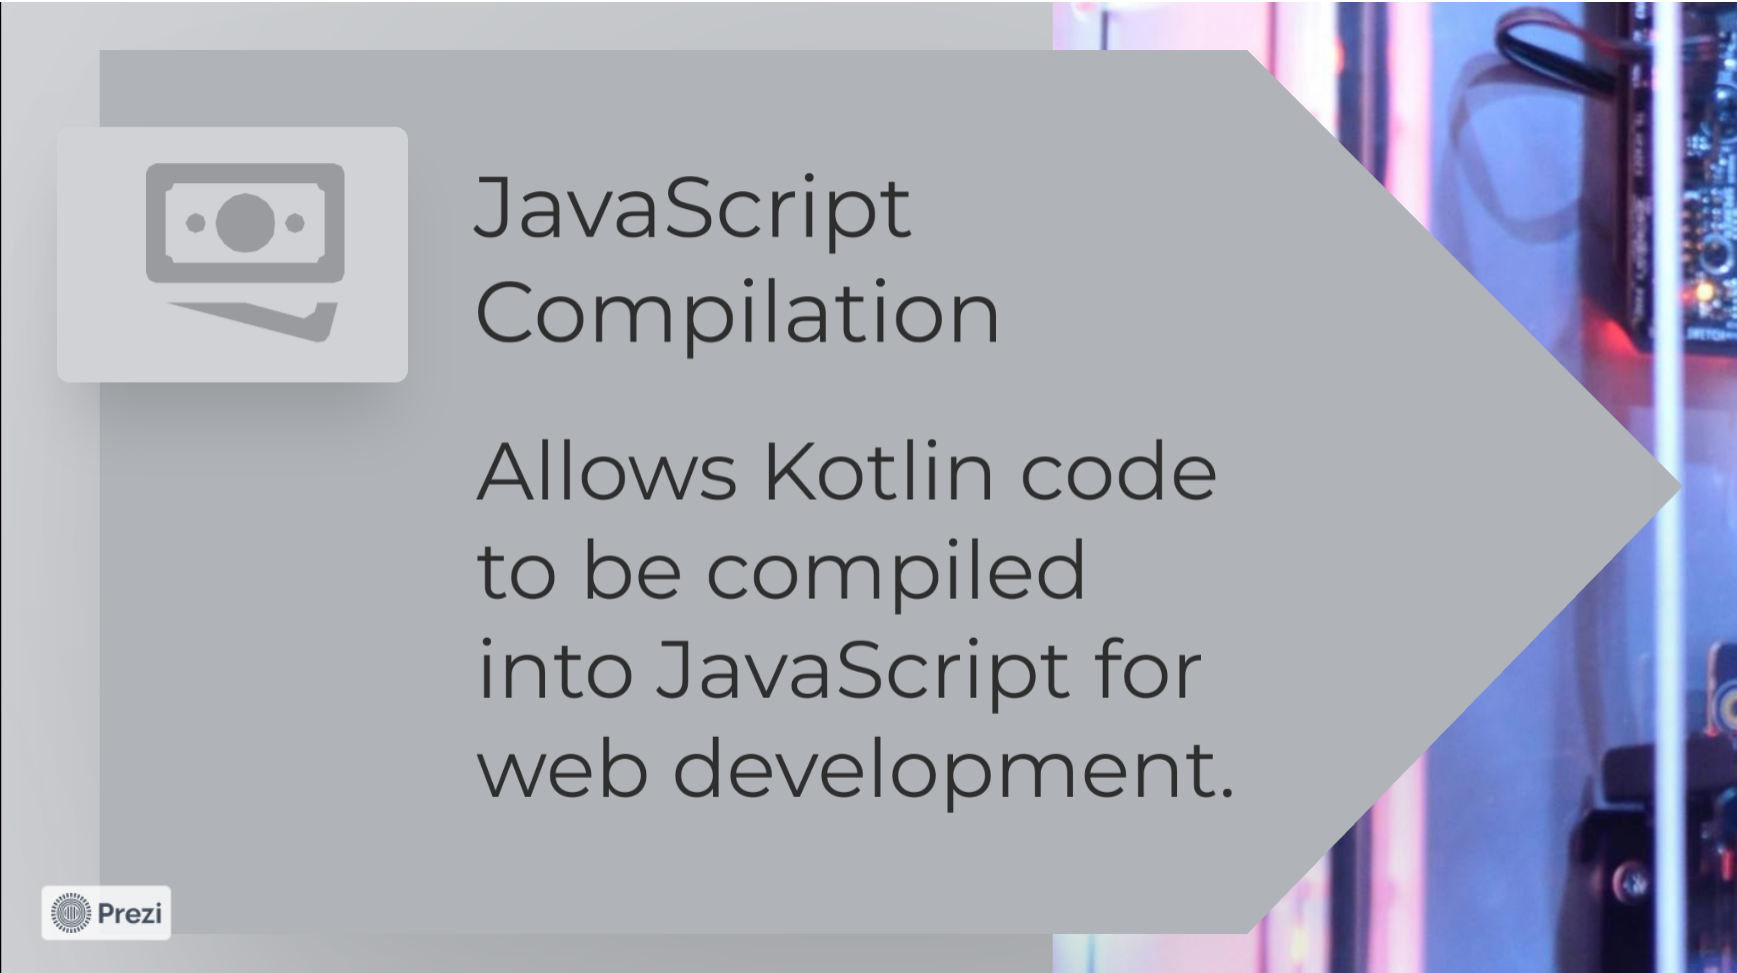 JavaScript
Compilation
Allows Kotlin code
to be compiled
into JavaScript for
web development.
Prezi